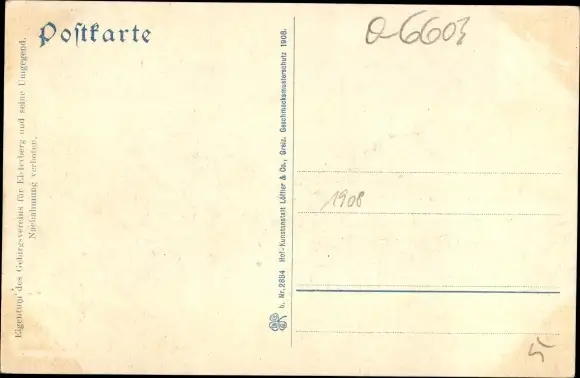 Postkarte
0-6603
Eigentum des Gebirgsvereins für Elsterberg und seine Umgegend.
Nachahmung verboten.
b. Nr. 2884 Hof-Kunstanstalt Löffler & Co., Greiz. Geschmacksmusterschutz 1908.
1908
5